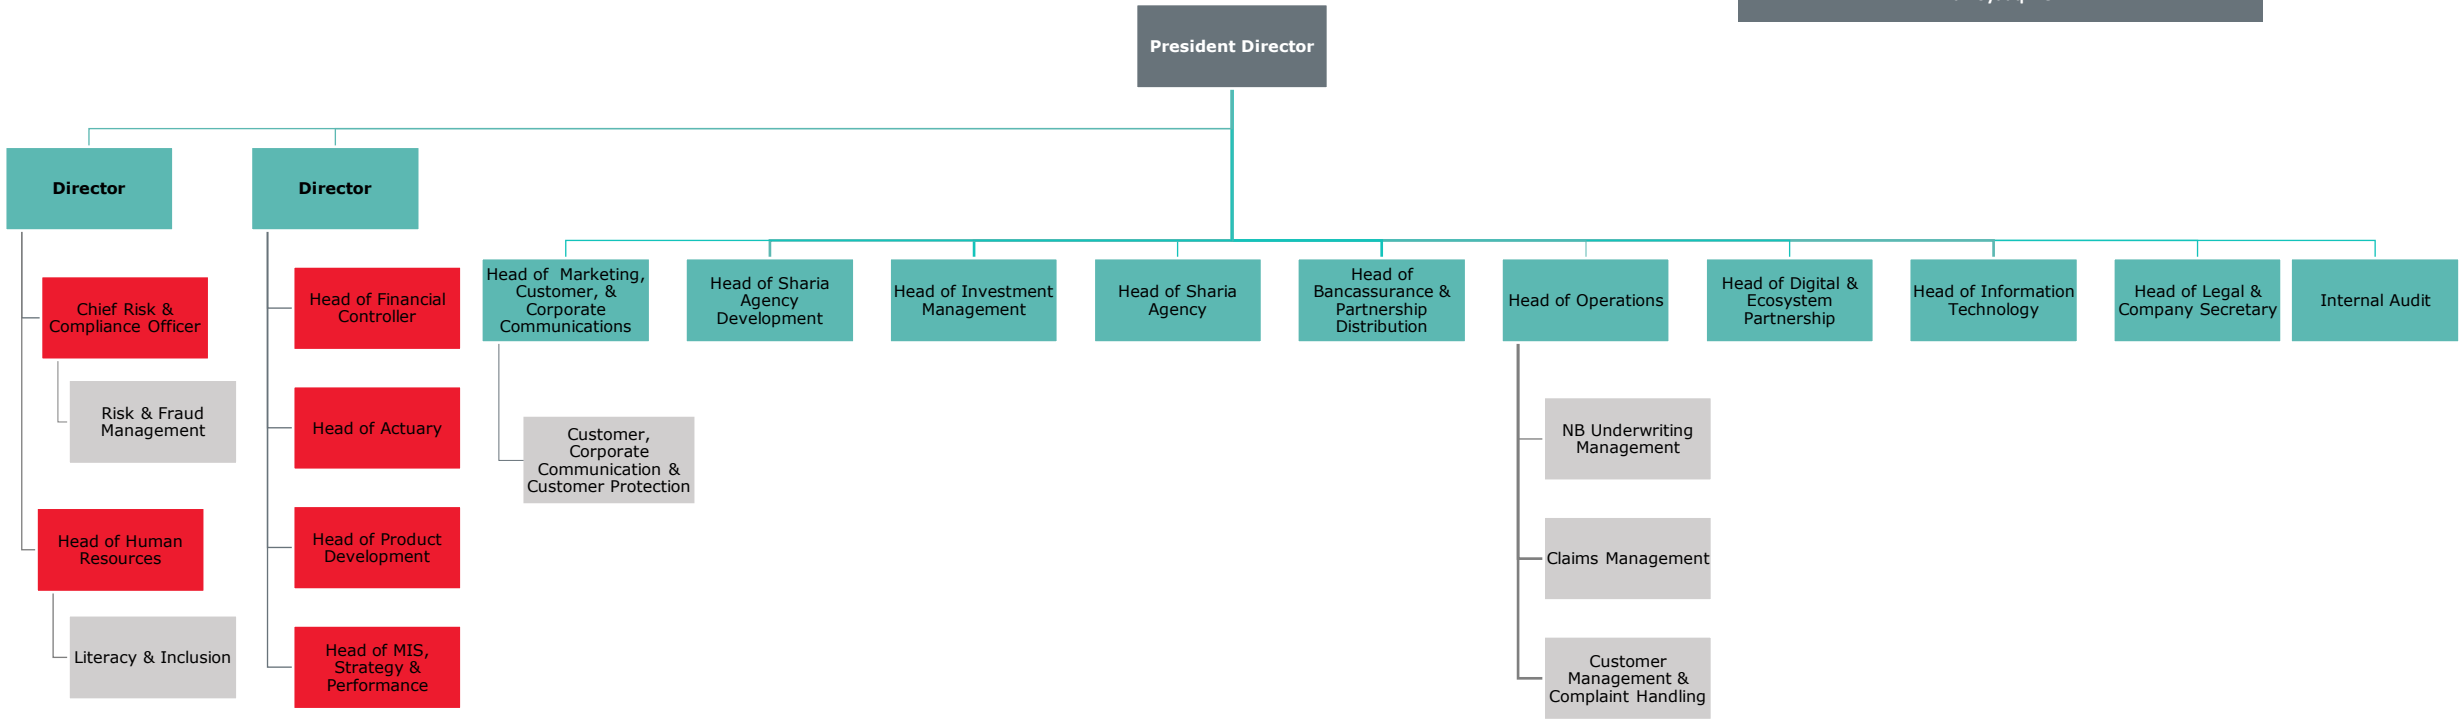 President Director
Director
Director
Chief Risk &
Compliance Officer
Risk & Fraud
Management
Head of Human
Resources
Literacy & Inclusion
Head of Financial
Controller
Head of Actuary
Head of Product
Development
Head of MIS,
Strategy &
Performance
Head of Marketing,
Customer, &
Corporate
Communications
Customer,
Corporate
Communication &
Customer Protection
Head of Sharia
Agency
Development
Head of Investment
Management
Head of Sharia
Agency
Head of
Bancassurance &
Partnership
Distribution
Head of Operations
NB Underwriting
Management
Claims Management
Customer
Management &
Complaint Handling
Head of Digital &
Ecosystem
Partnership
Head of Information
Technology
Head of Legal &
Company Secretary
Internal Audit